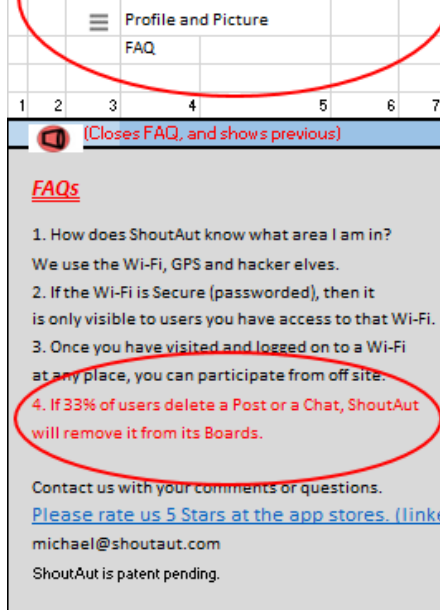 Profile and Picture
FAQ
1 2 3 4 5 6 7
(Closes FAQ, and shows previous)
FAQs
1. How does ShoutAut know what area I am in?
We use the Wi-Fi, GPS and hacker elves.
2. If the Wi-Fi is Secure (passworded), then it
is only visible to users you have access to that Wi-Fi.
3. Once you have visited and logged on to a Wi-Fi
at any place, you can participate from off site.
4. If 33% of users delete a Post or a Chat, ShoutAut
will remove it from its Boards.
Contact us with your comments or questions.
Please rate us 5 Stars at the app stores. (link
michael@shoutaut.com
ShoutAut is patent pending.